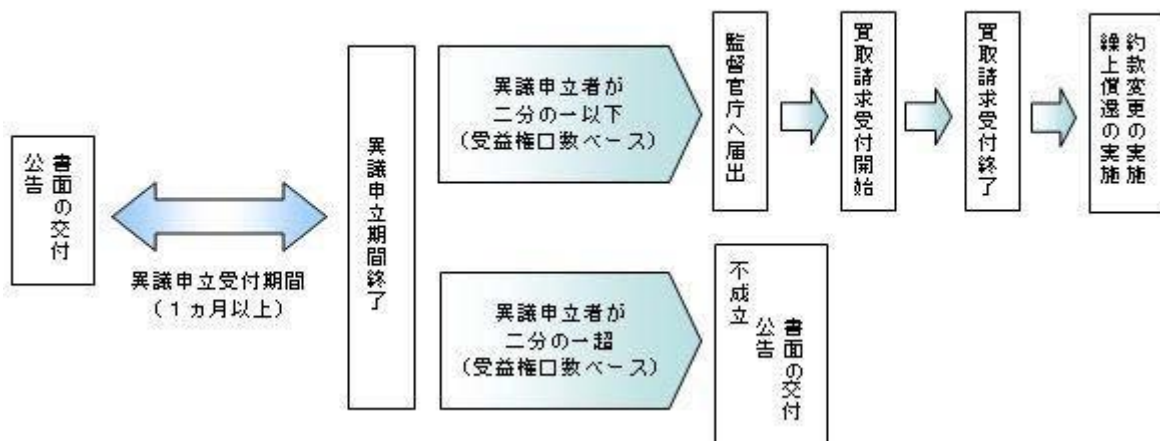 書面の交付
公告
異議申立受付期間
（１ヵ月以上）
異議申立期間終了
異議申立者が
二分の一以下
（受益権口数ベース）
監督官庁へ届出
買取請求受付開始
買取請求受付終了
約款変更の実施
繰上償還の実施
異議申立者が
二分の一超
（受益権口数ベース）
不成立
書面の交付
公告